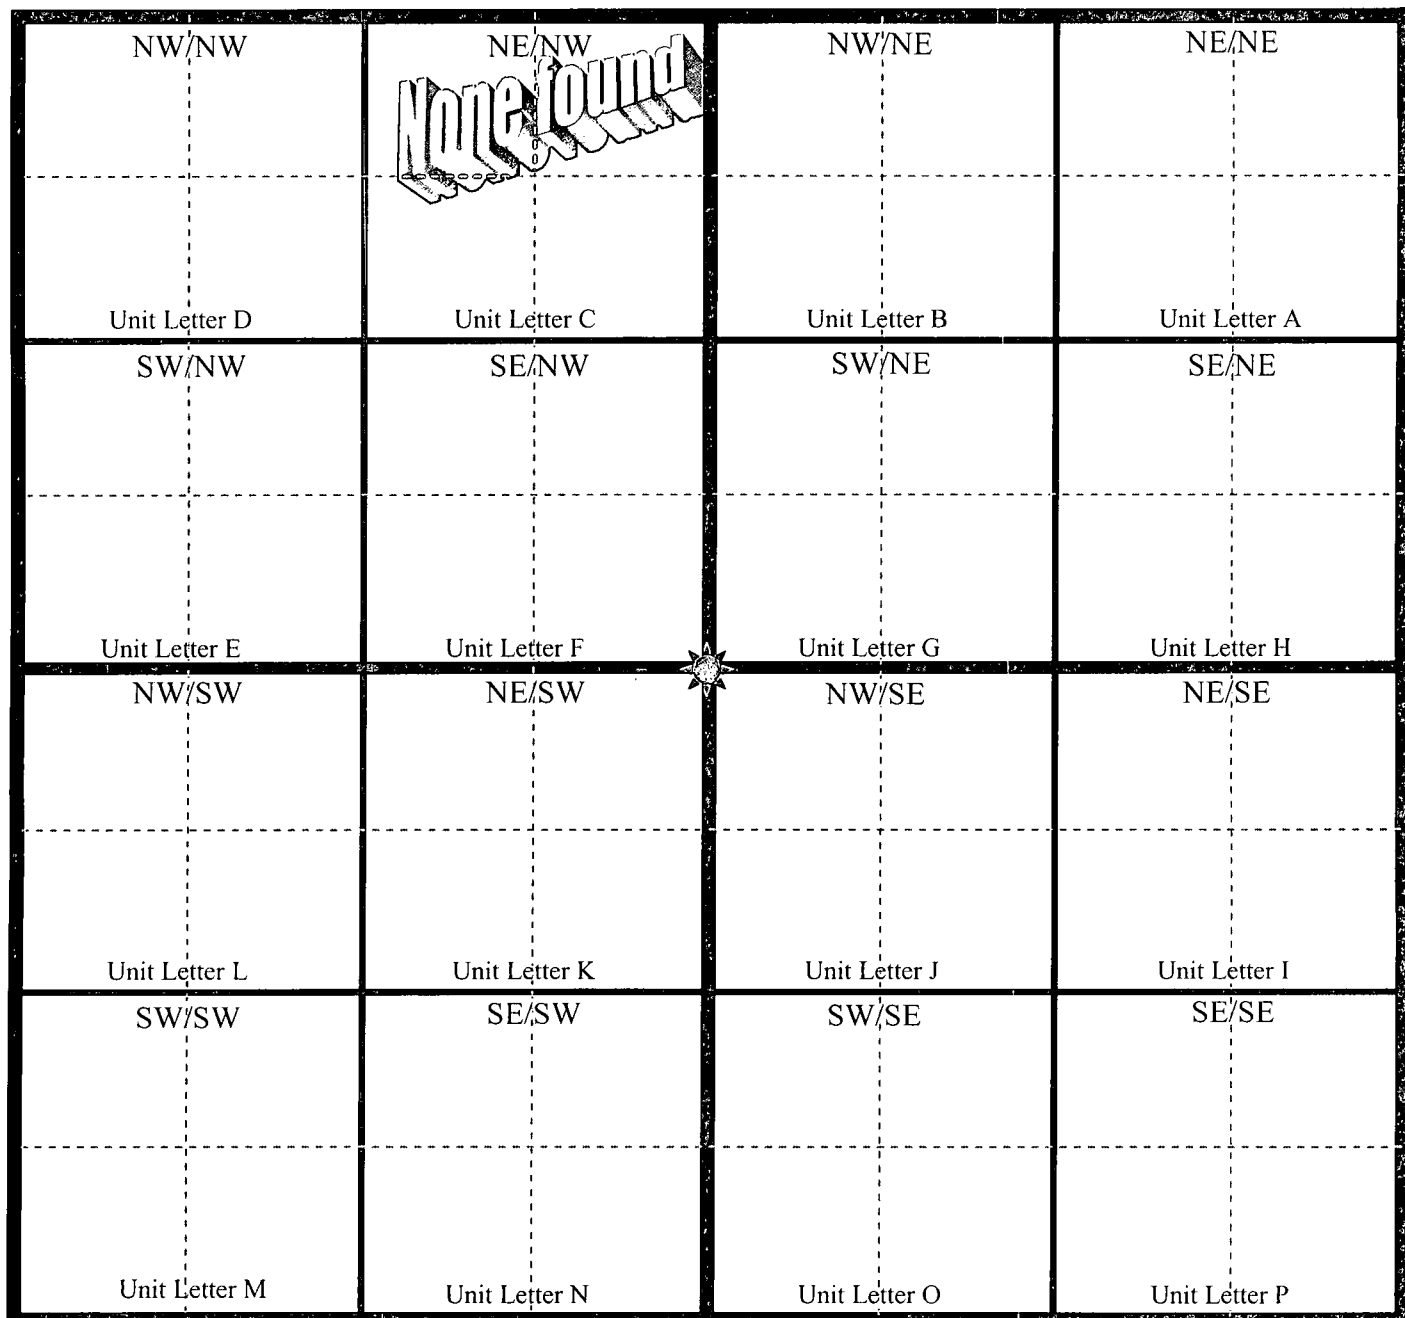 NW/NW NE/NW NW/NE NE/NE
None found
Unit Letter D Unit Letter C Unit Letter B Unit Letter A
SW/NW SE/NW SW/NE SE/NE
Unit Letter E Unit Letter F Unit Letter G Unit Letter H
NW/SW NE/SW NW/SE NE/SE
Unit Letter L Unit Letter K Unit Letter J Unit Letter I
SW/SW SE/SW SW/SE SE/SE
Unit Letter M Unit Letter N Unit Letter O Unit Letter P